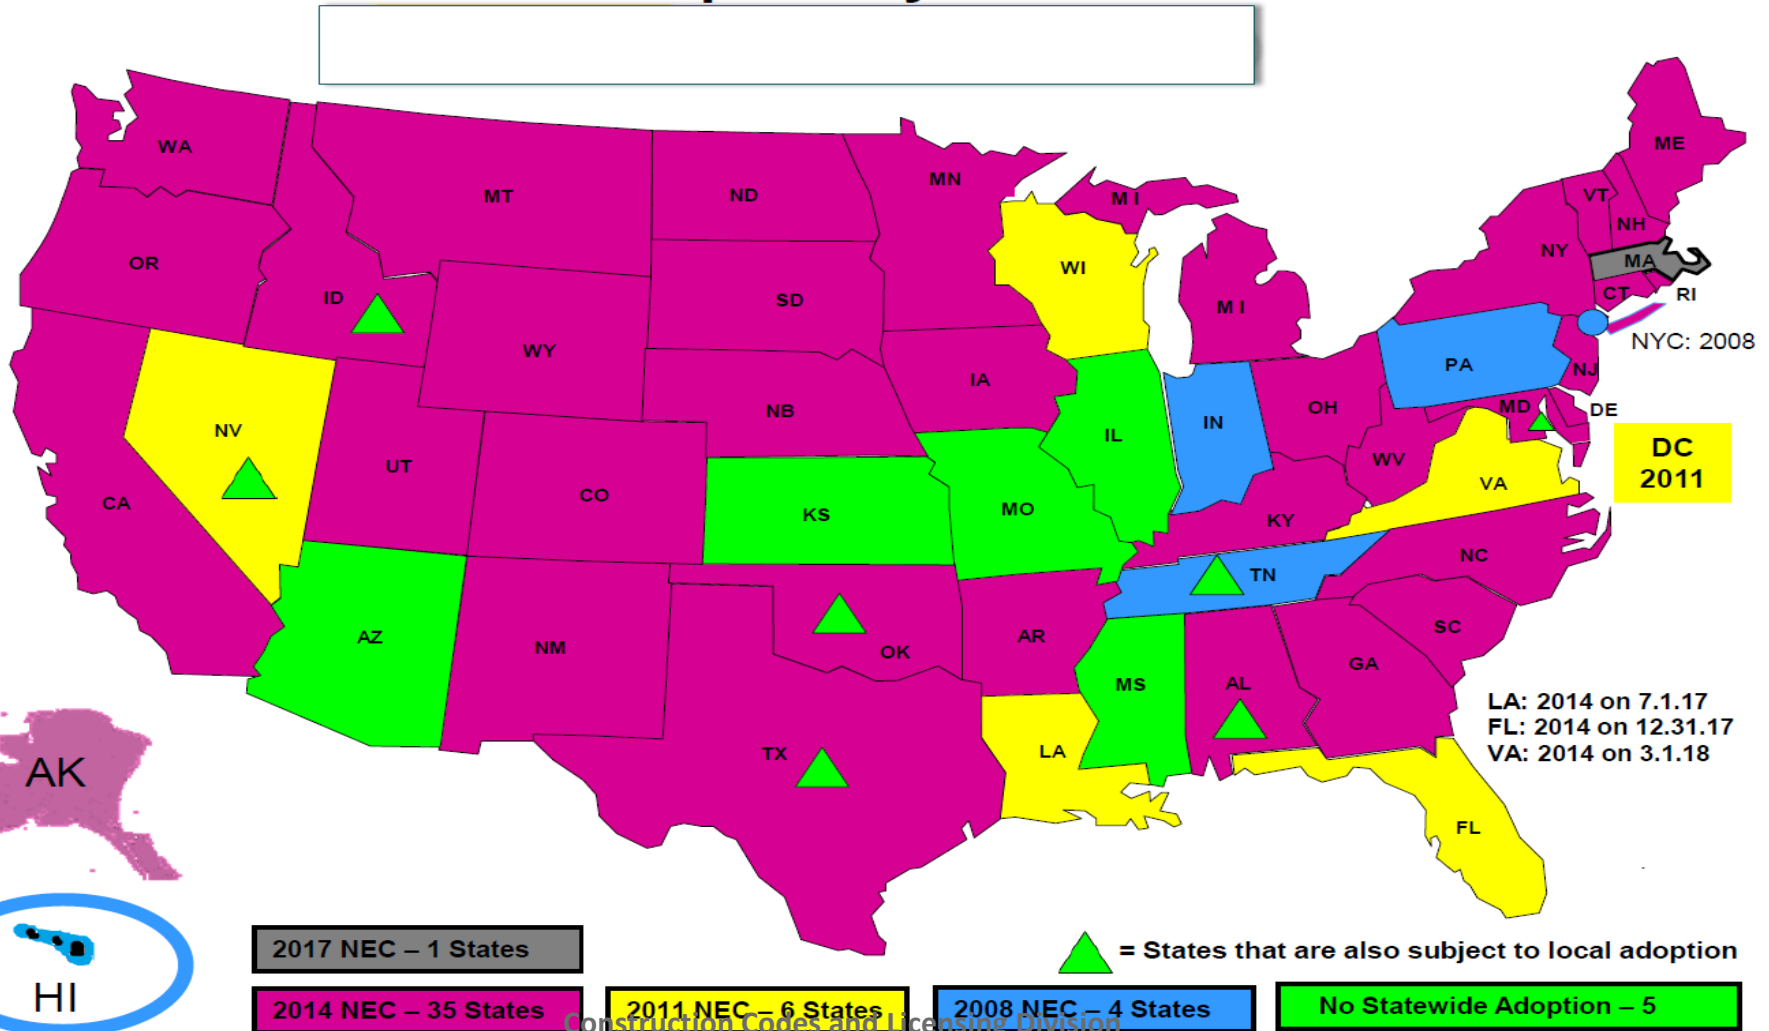 WA
MT
ND
MN
M I
ME
VT
NH
NY
MA
OR
ID
SD
WI
M I
CT
RI
WY
NYC: 2008
IA
PA
NJ
NV
NB
IL
IN
OH
MD
DE
UT
CO
WV
DC
2011
CA
KS
MO
KY
VA
TN
NC
AZ
NM
OK
AR
SC
MS
AL
GA
TX
LA
LA: 2014 on 7.1.17
FL: 2014 on 12.31.17
VA: 2014 on 3.1.18
AK
FL
HI
2017 NEC – 1 States
= States that are also subject to local adoption
2014 NEC – 35 States
2011 NEC – 6 States
2008 NEC – 4 States
No Statewide Adoption – 5
Construction Codes and Licensing Division